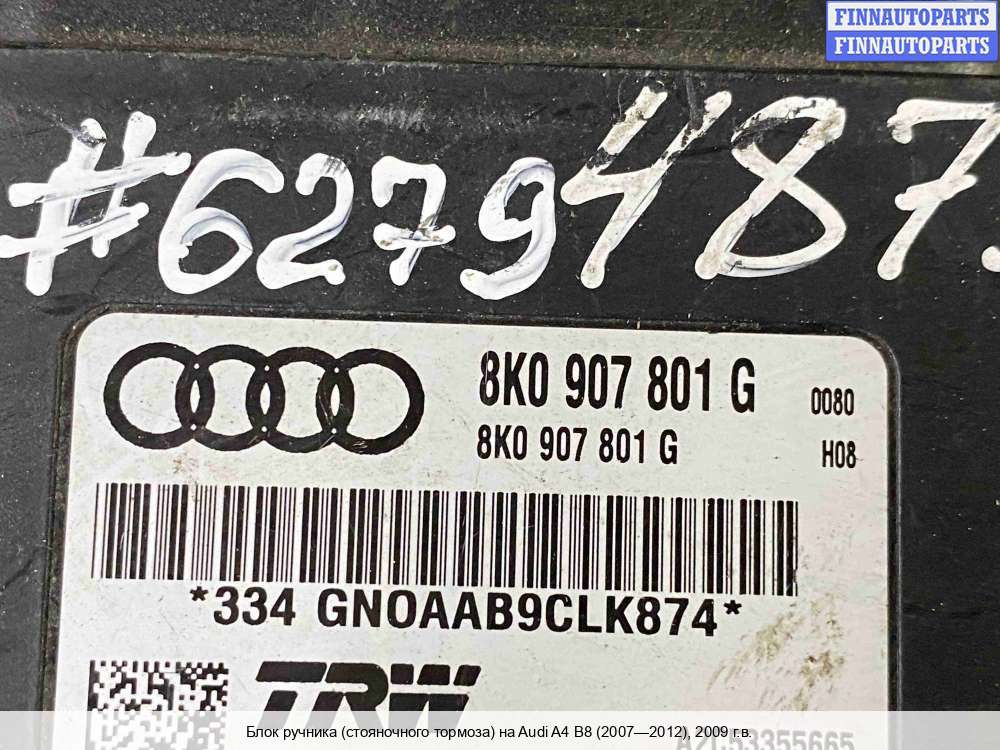 FINNAUTOPARTS
FINNAUTOPARTS
#6279487.
8K0 907 801 G 0080
8K0 907 801 G H08
*334 GNOAAB9CLK874*
TRW
A2C53355665
Блок ручника (стояночного тормоза) на Audi A4 B8 (2007—2012), 2009 г.в.